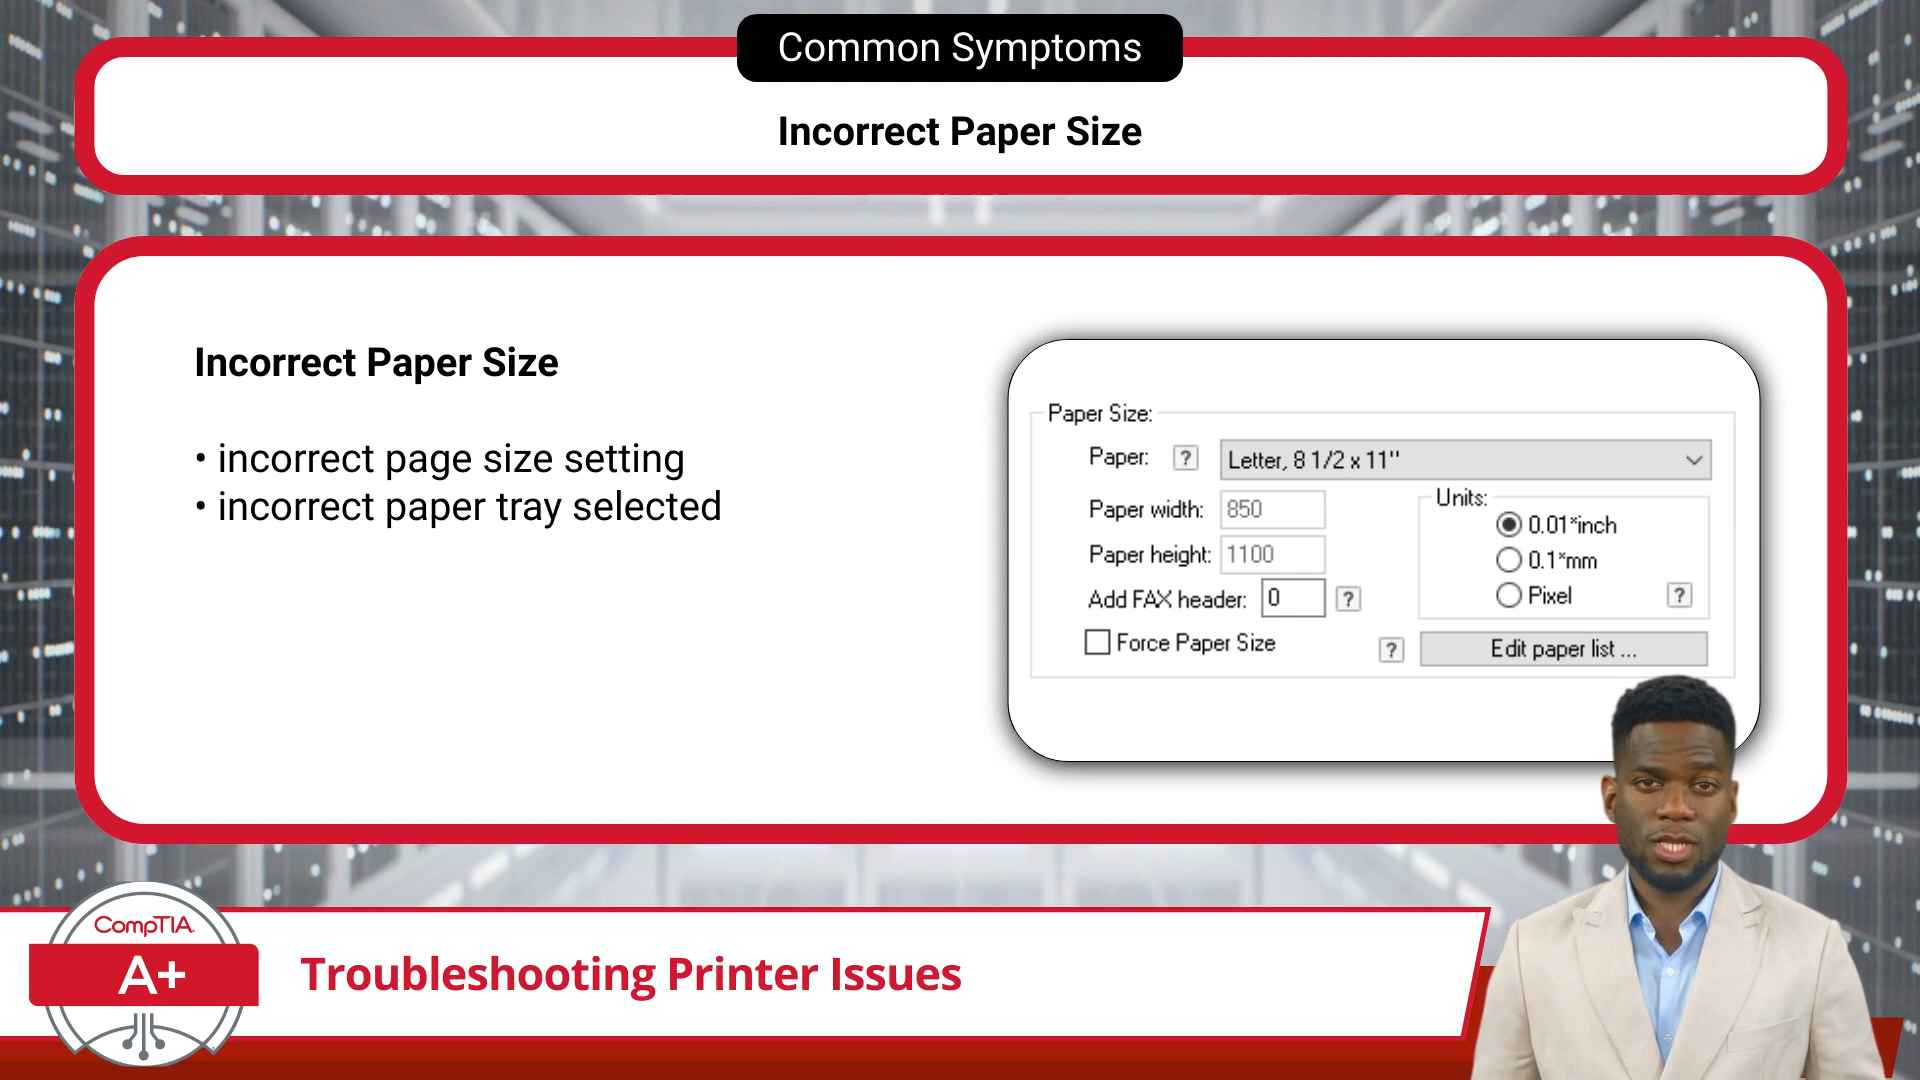 Common Symptoms
Incorrect Paper Size
Incorrect Paper Size
• incorrect page size setting
• incorrect paper tray selected
Paper Size:
Paper: ? Letter, 8 1/2 x 11"
Paper width: 850
Paper height: 1100
Add FAX header: 0 ?
Force Paper Size ?
Units:
0.01*inch
0.1*mm
Pixel ?
Edit paper list ...
CompTIA.
A+
Troubleshooting Printer Issues